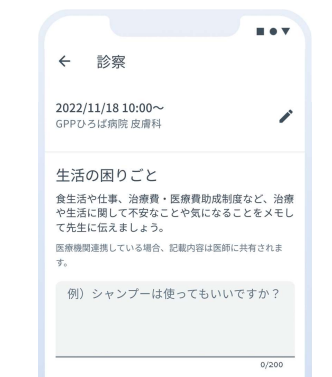 診察
2022/11/18 10:00〜
GPPひろば病院 皮膚科
生活の困りごと
食生活や仕事、治療費・医療費助成制度など、治療
や生活に関して不安なことや気になることをメモし
て先生に伝えましょう。
医療機関連携している場合、記載内容は医師に共有されま
す。
例）シャンプーは使ってもいいですか？
0/200